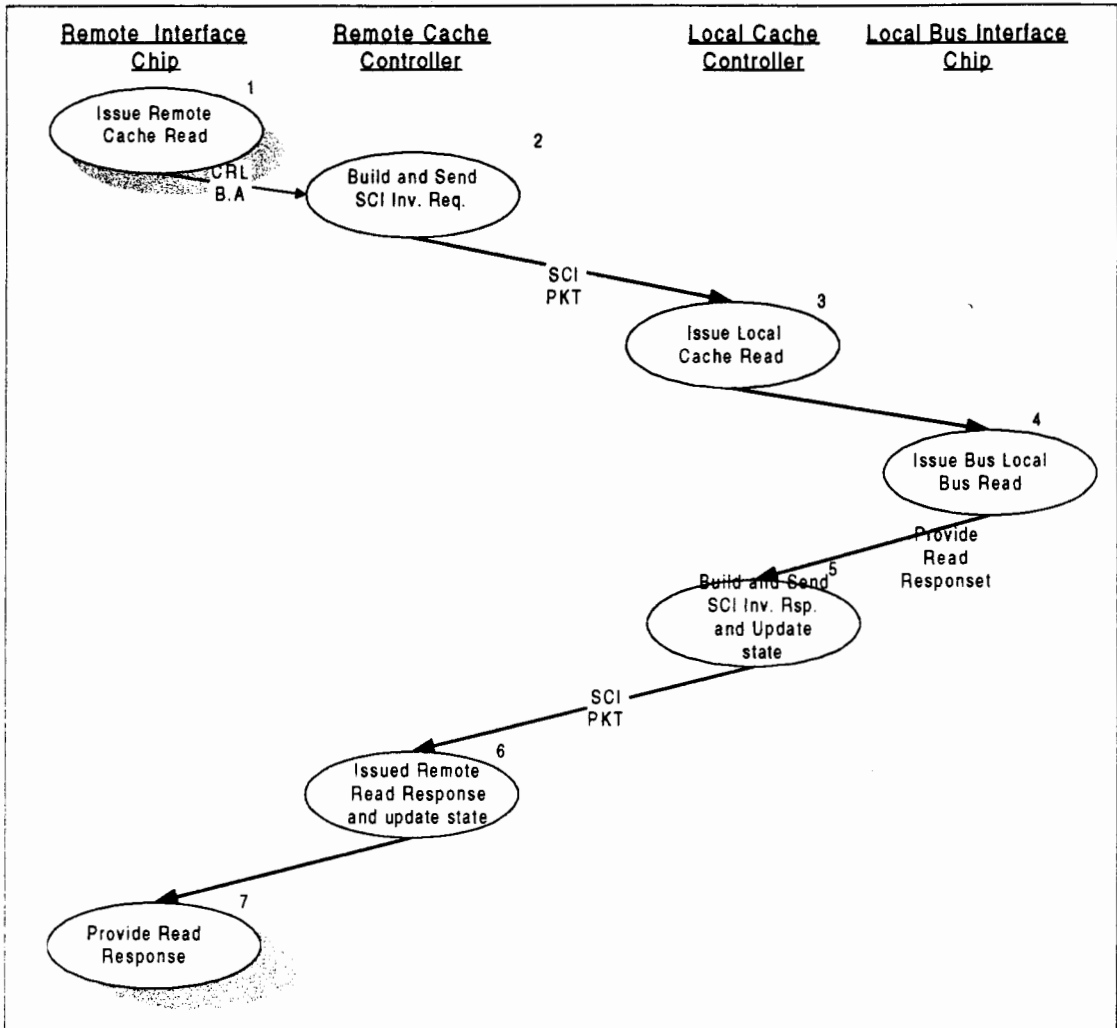 Remote Interface
Chip
Remote Cache
Controller
Local Cache
Controller
Local Bus Interface
Chip
1
Issue Remote
Cache Read
CRL
B.A
2
Build and Send
SCI Inv. Req.
SCI
PKT
3
Issue Local
Cache Read
4
Issue Bus Local
Bus Read
Provide
Read
Responset
5
Build and Send
SCI Inv. Rsp.
and Update
state
SCI
PKT
6
Issued Remote
Read Response
and update state
7
Provide Read
Response